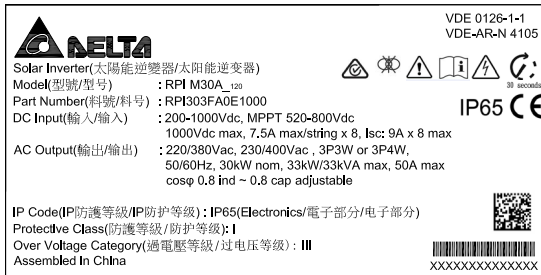 VDE 0126-1-1
VDE-AR-N 4105
DELTA
Solar Inverter(太陽能逆變器/太阳能逆变器)
Model(型號/型号) : RPI M30A_120
30 seconds
Part Number(料號/料号) : RPI303FA0E1000
IP65 CE
DC Input(輸入/输入) : 200-1000Vdc, MPPT 520-800Vdc
1000Vdc max, 7.5A max/string x 8, Isc: 9A x 8 max
AC Output(輸出/输出) : 220/380Vac, 230/400Vac , 3P3W or 3P4W,
50/60Hz, 30kW nom, 33kW/33kVA max, 50A max
cosφ 0.8 ind ~ 0.8 cap adjustable
IP Code(IP防護等級/IP防护等级) : IP65(Electronics/電子部分/电子部分)
Protective Class(防護等級/防护等级): I
Over Voltage Category(過電壓等級/过电压等级) : III
Assembled In China
XXXXXXXXXXXXXX